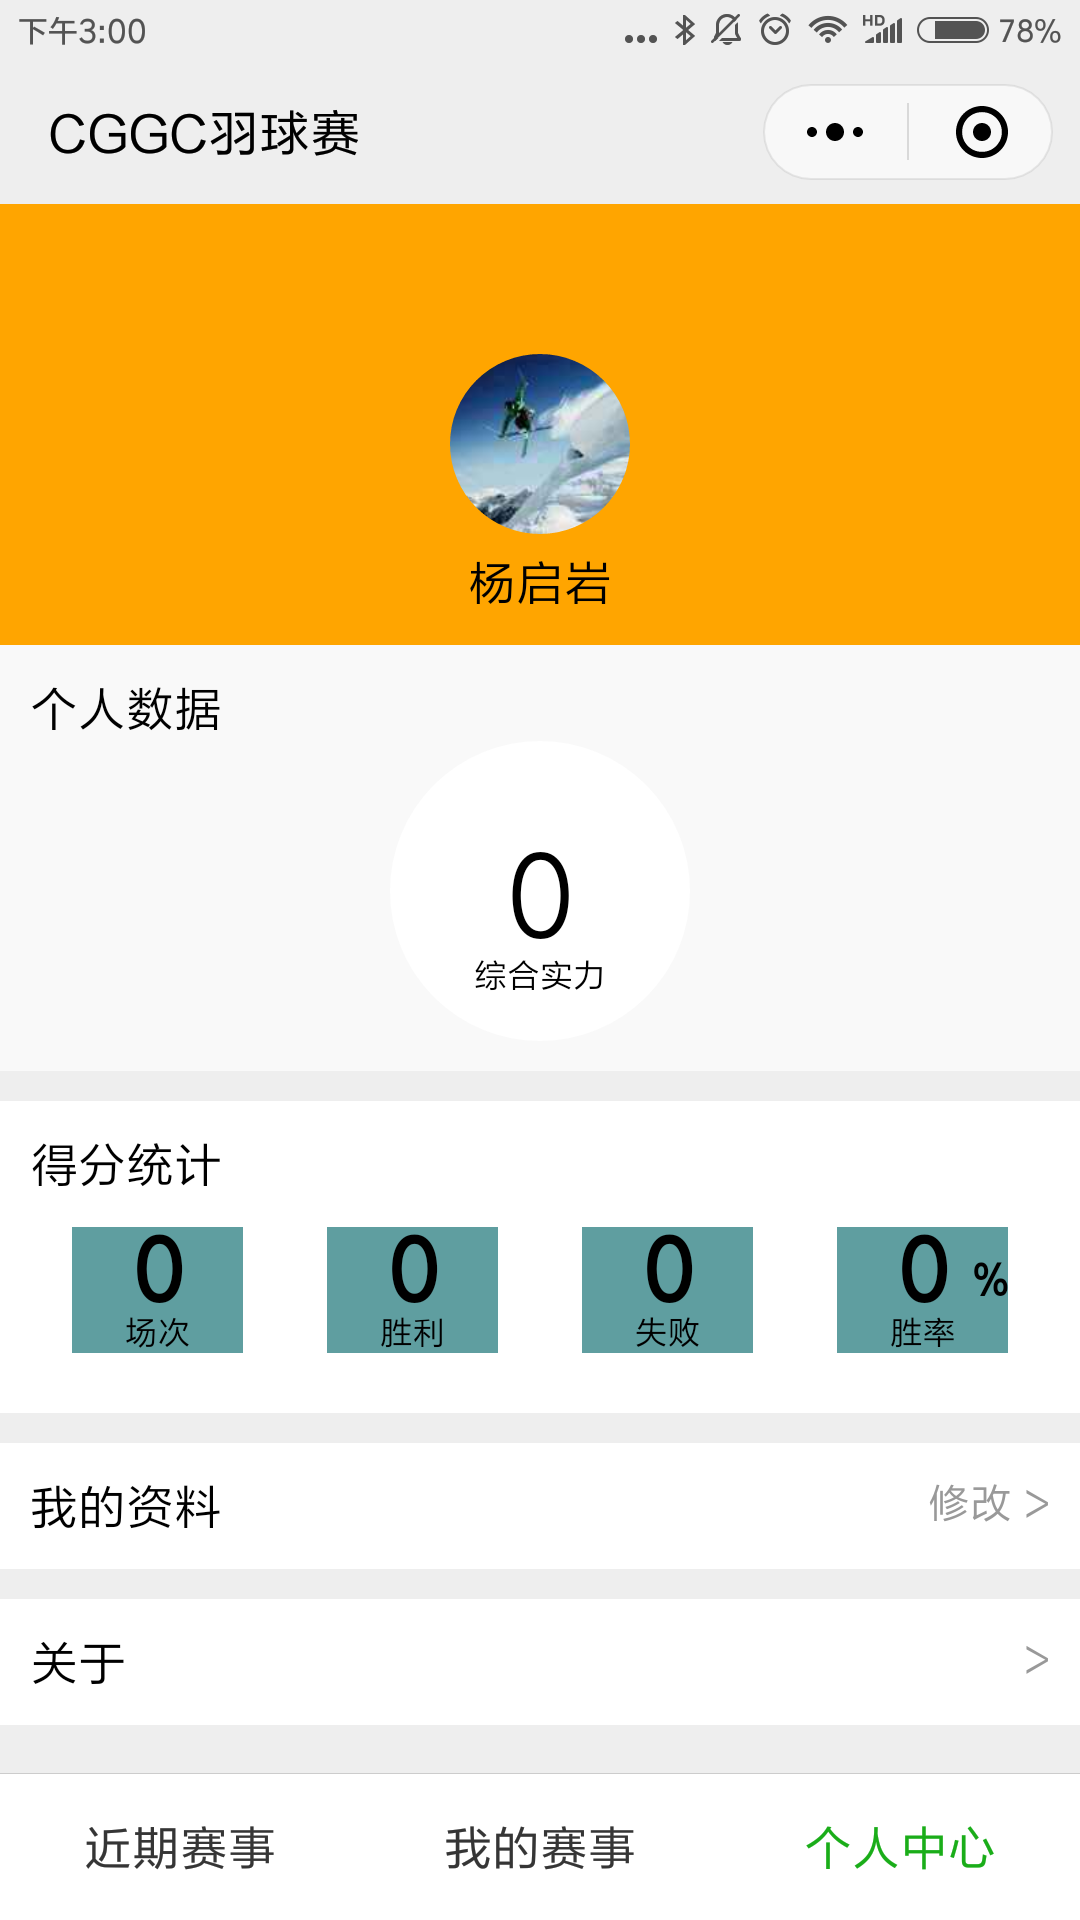 下午3:00
HD
78%
CGGC羽球赛
杨启岩
个人数据
0
综合实力
得分统计
0 0 0 0 %
场次 胜利 失败 胜率
我的资料 修改 >
关于 >
近期赛事 我的赛事 个人中心